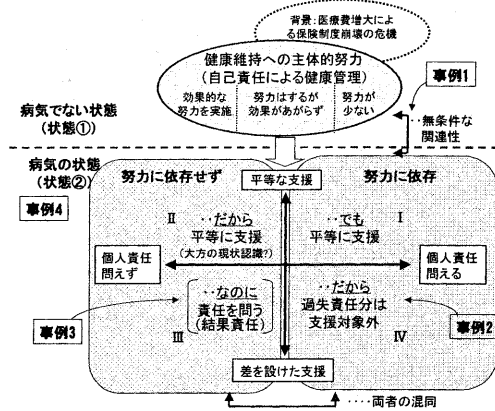 背景:医療費増大によ
る保険制度崩壊の危機
健康維持への主体的努力
(自己責任による健康管理)
効果的な
努力を実施
努力はするが
効果があがらず
努力が
少ない
事例1
‥無条件な
関連性
病気でない状態
(状態①)
病気の状態
(状態②)
努力に依存せず
平等な支援
努力に依存
事例4
Ⅱ
‥だから
平等に支援
(大方の現状認識?)
‥でも
平等に支援
Ⅰ
個人責任
問えず
個人責任
問える
‥なのに
責任を問う
(結果責任)
Ⅲ
‥だから
過失責任分は
支援対象外
Ⅳ
事例3
事例2
差を設けた支援
‥‥両者の混同